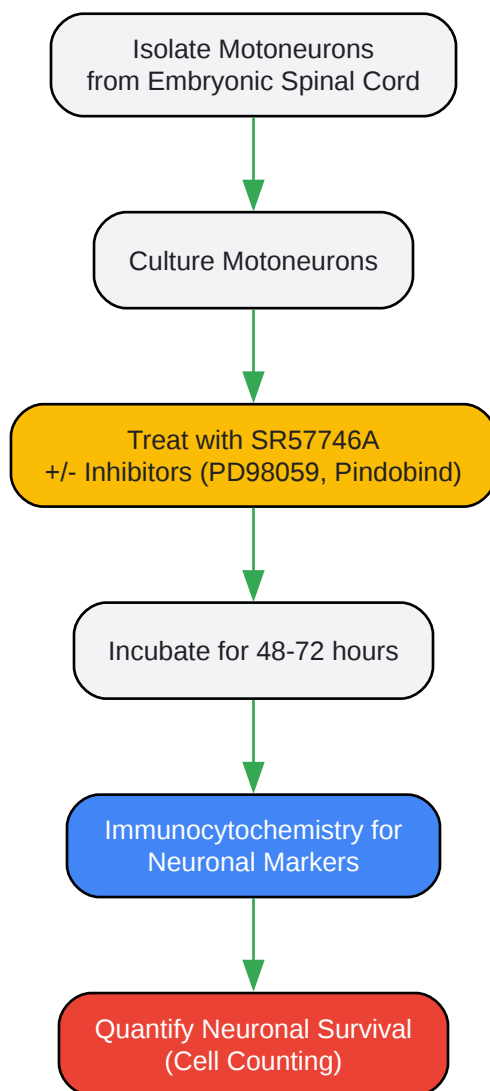 Isolate Motoneurons
from Embryonic Spinal Cord
Culture Motoneurons
Treat with SR57746A
+/- Inhibitors (PD98059, Pindobind)
Incubate for 48-72 hours
Immunocytochemistry for
Neuronal Markers
Quantify Neuronal Survival
(Cell Counting)